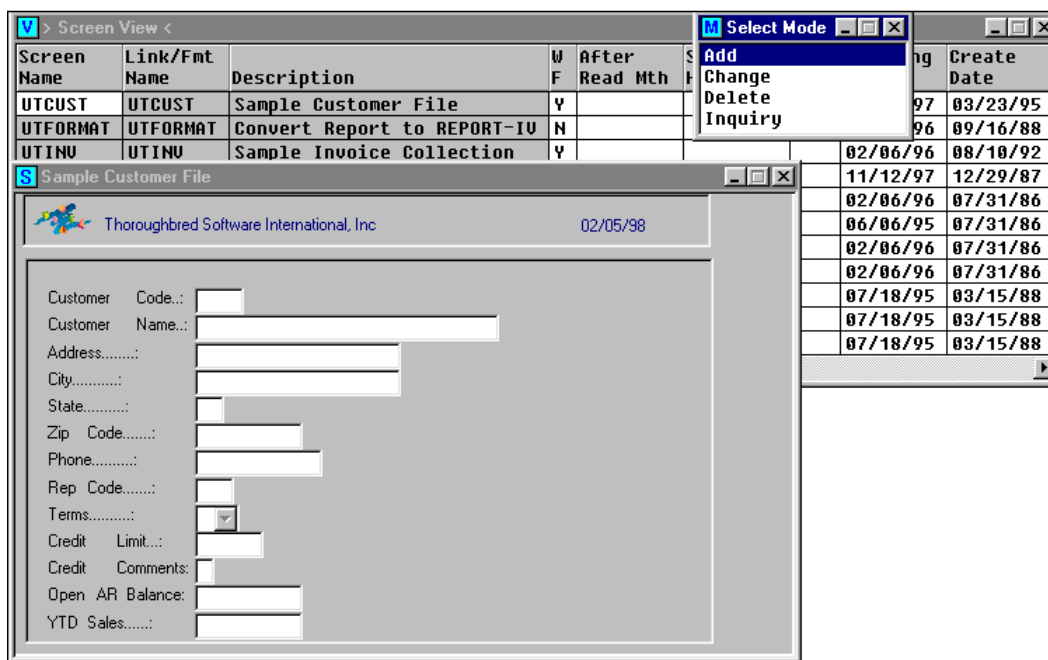 V > Screen View <
M Select Mode
Screen Link/Fmt W After S ng Create
Name Name Description F Read Mth H Date
Add
Change
Delete
Inquiry
UTCUST UTCUST Sample Customer File Y 97 03/23/95
UTFORMAT UTFORMAT Convert Report to REPORT-IV N 96 09/16/88
UTINV UTINV Sample Invoice Collection Y 02/06/96 08/10/92
11/12/97 12/29/87
02/06/96 07/31/86
06/06/95 07/31/86
02/06/96 07/31/86
02/06/96 07/31/86
07/18/95 03/15/88
07/18/95 03/15/88
07/18/95 03/15/88
S Sample Customer File
Thoroughbred Software International, Inc 02/05/98
Customer Code..:
Customer Name..:
Address........:
City...........:
State..........:
Zip Code......:
Phone..........:
Rep Code......:
Terms..........:
Credit Limit...:
Credit Comments:
Open AR Balance:
YTD Sales......: